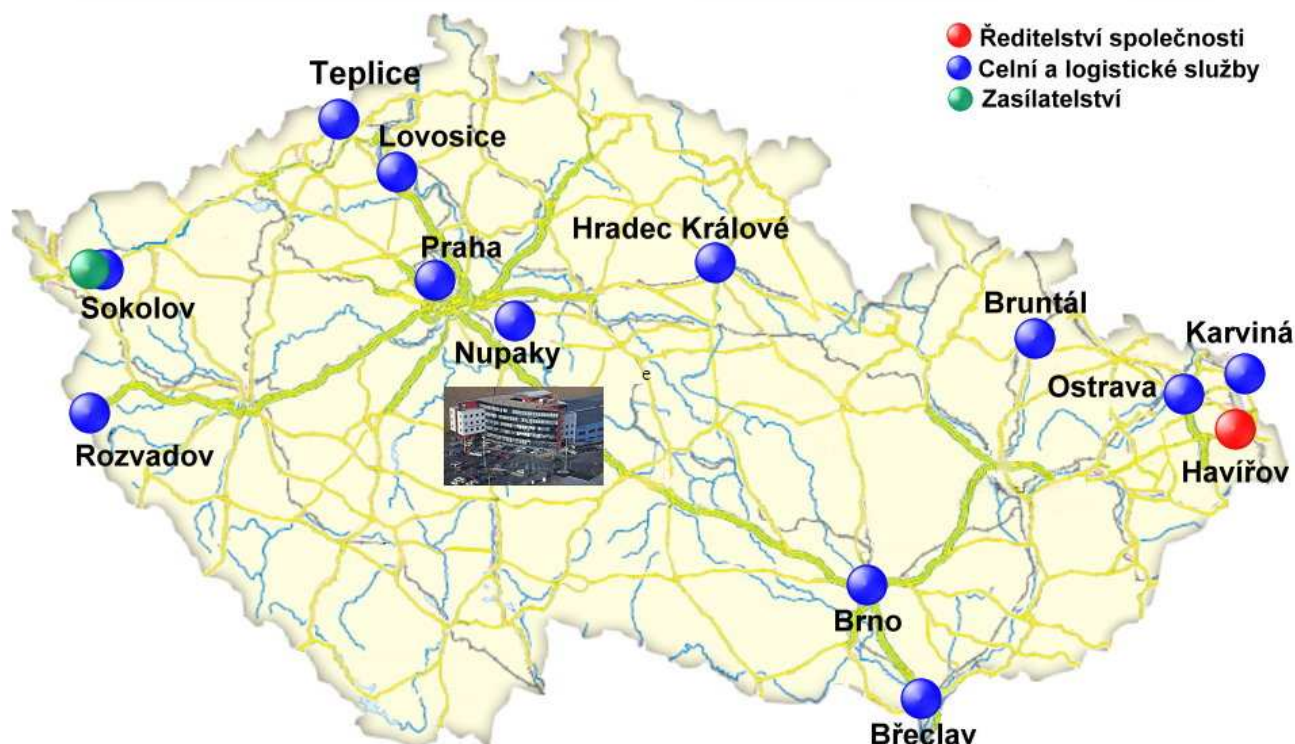 Ředitelství společnosti
Celní a logistické služby
Zasílatelství
Teplice
Lovosice
Praha
Hradec Králové
Sokolov
Nupaky
Bruntál
Karviná
Ostrava
e
Rozvadov
Havířov
Brno
Břeclav